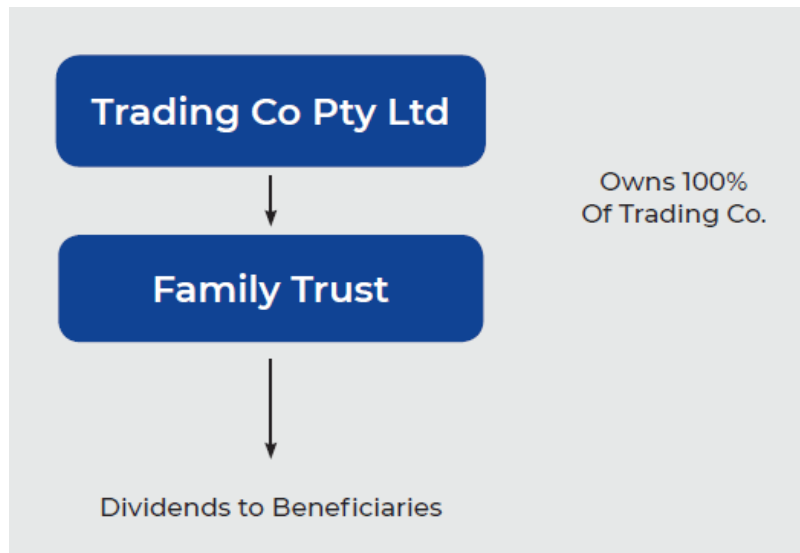 Trading Co Pty Ltd
Owns 100%
Of Trading Co.
Family Trust
Dividends to Beneficiaries